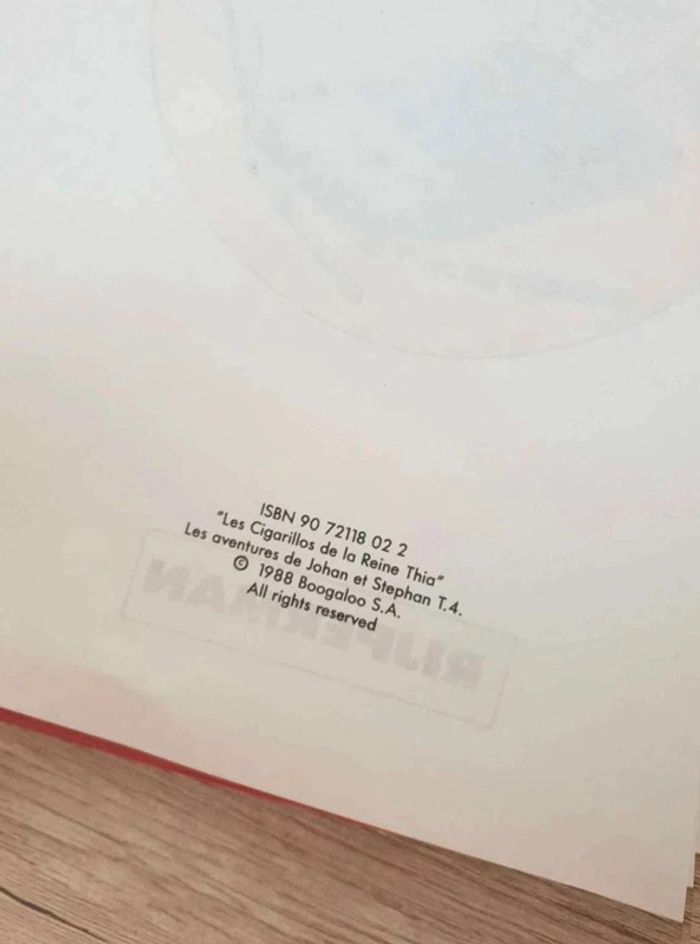 ISBN 90 72118 02 2
"Les Cigarillos de la Reine Thia"
Les aventures de Johan et Stephan T.4.
© 1988 Boogaloo S.A.
All rights reserved
RIJPERMAN